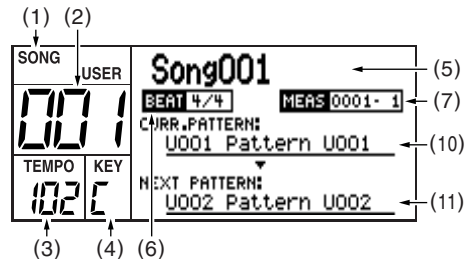 (1) (2)
SONG
USER
Song001
(5)
001
BEAT 4/4 MEAS 0001- 1
(7)
CURR.PATTERN:
U001 Pattern U001
(10)
TEMPO KEY
NEXT PATTERN:
102 C
U002 Pattern U002
(11)
(3) (4) (6)